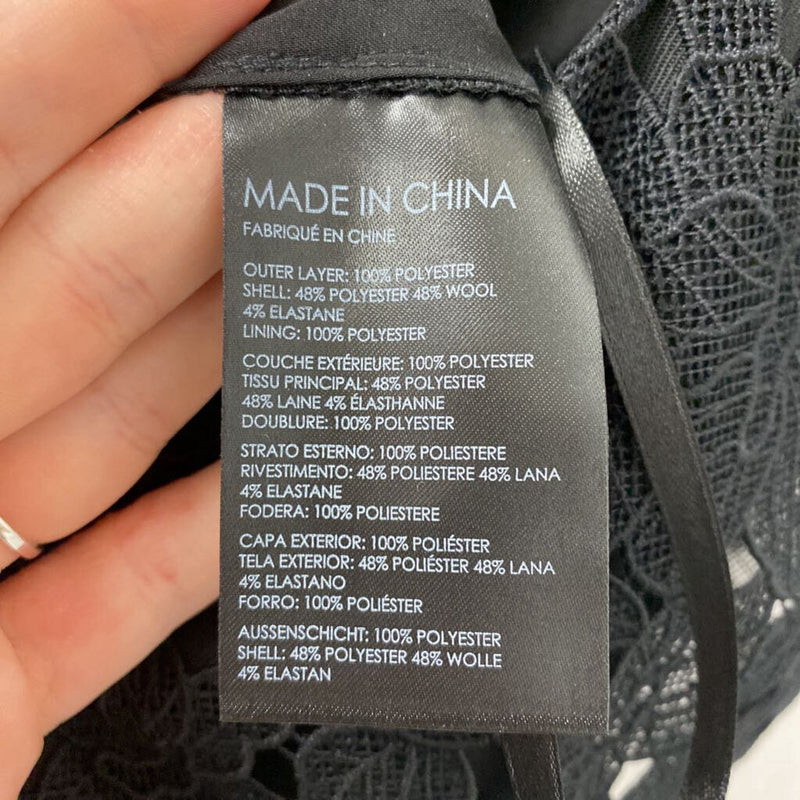 MADE IN CHINA
FABRIQUÉ EN CHINE
OUTER LAYER: 100% POLYESTER
SHELL: 48% POLYESTER 48% WOOL
4% ELASTANE
LINING: 100% POLYESTER
COUCHE EXTÉRIEURE: 100% POLYESTER
TISSU PRINCIPAL: 48% POLYESTER
48% LAINE 4% ÉLASTHANNE
DOUBLURE: 100% POLYESTER
STRATO ESTERNO: 100% POLIESTERE
RIVESTIMENTO: 48% POLIESTERE 48% LANA
4% ELASTANE
FODERA: 100% POLIESTERE
CAPA EXTERIOR: 100% POLIÉSTER
TELA EXTERIOR: 48% POLIÉSTER 48% LANA
4% ELASTANO
FORRO: 100% POLIÉSTER
AUSSENSCHICHT: 100% POLYESTER
SHELL: 48% POLYESTER 48% WOLLE
4% ELASTAN